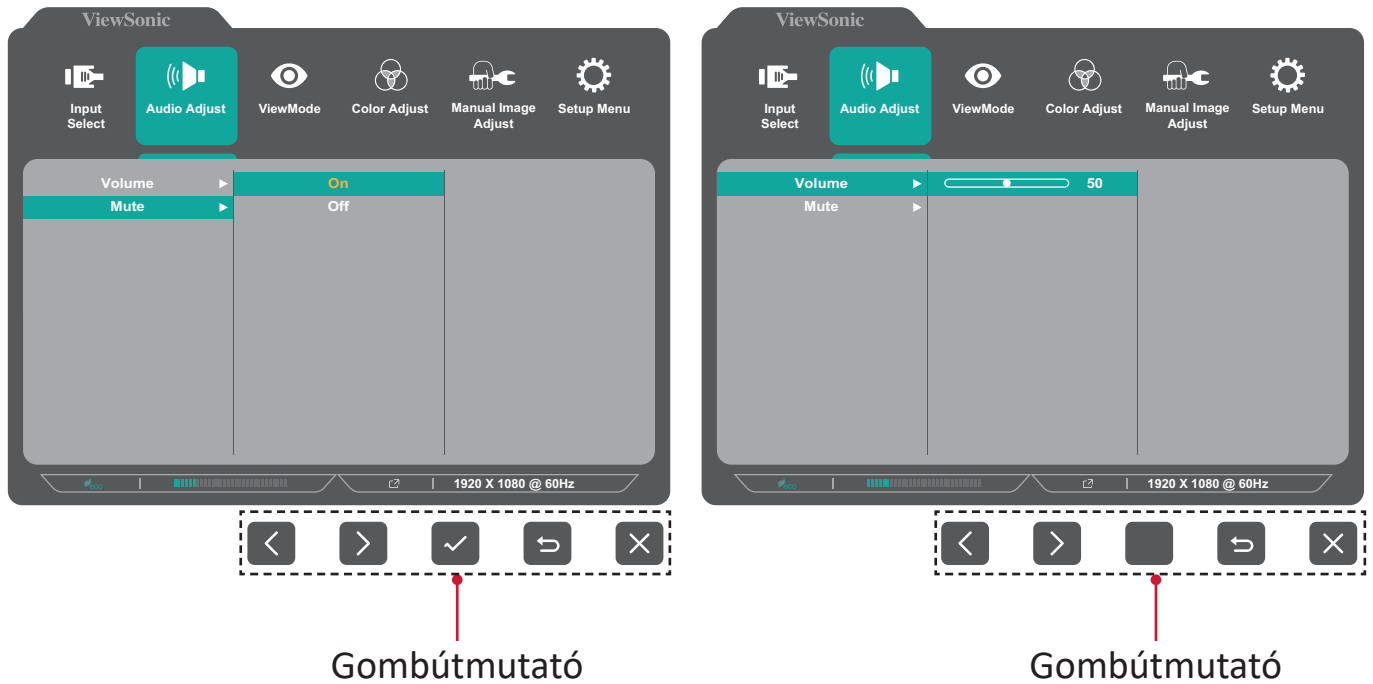 ViewSonic
Input
Select
Audio Adjust
ViewMode
Color Adjust
Manual Image
Adjust
Setup Menu
Volume
Mute
On
Off
eco
1920 X 1080 @ 60Hz
Gombútmutató
ViewSonic
Input
Select
Audio Adjust
ViewMode
Color Adjust
Manual Image
Adjust
Setup Menu
Volume
50
Mute
eco
1920 X 1080 @ 60Hz
Gombútmutató